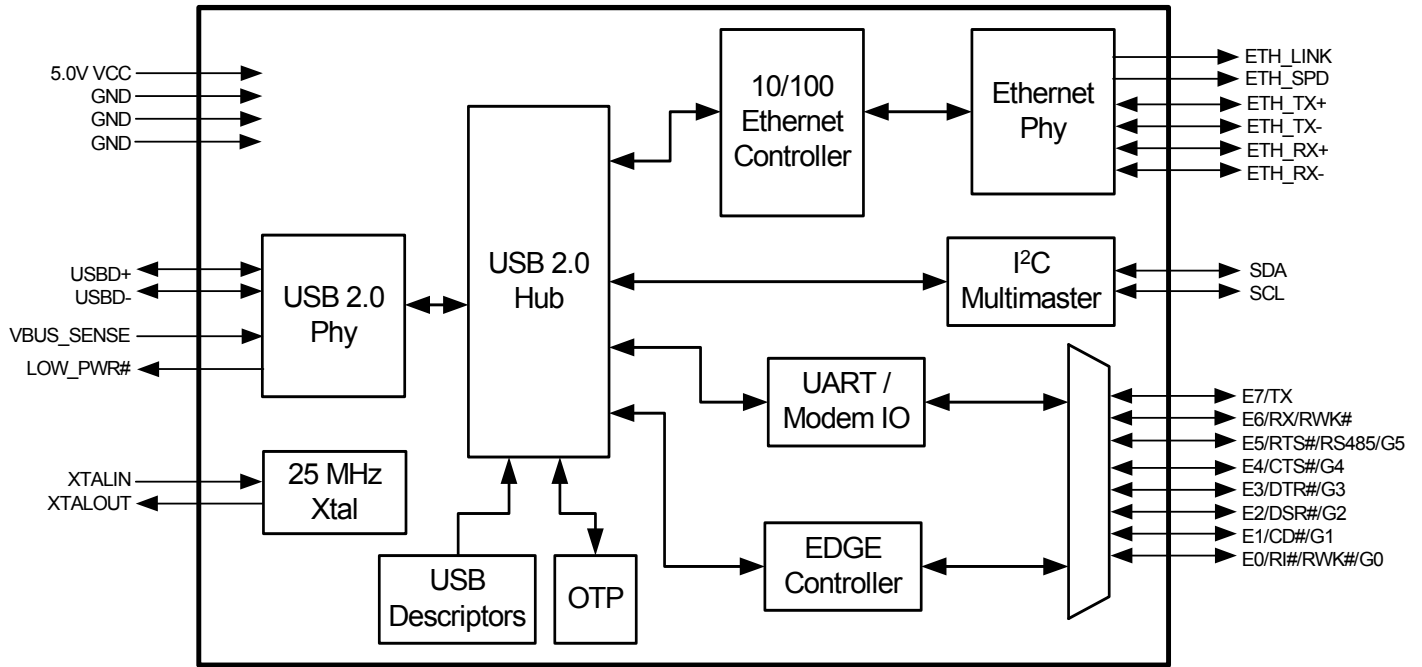 5.0V VCC
GND
GND
GND
USBD+
USBD-
VBUS_SENSE
LOW_PWR#
XTALIN
XTALOUT
USB 2.0
Phy
25 MHz
Xtal
USB 2.0
Hub
USB
Descriptors
OTP
10/100
Ethernet
Controller
Ethernet
Phy
I²C
Multimaster
UART /
Modem IO
EDGE
Controller
ETH_LINK
ETH_SPD
ETH_TX+
ETH_TX-
ETH_RX+
ETH_RX-
SDA
SCL
E7/TX
E6/RX/RWK#
E5/RTS#/RS485/G5
E4/CTS#/G4
E3/DTR#/G3
E2/DSR#/G2
E1/CD#/G1
E0/RI#/RWK#/G0